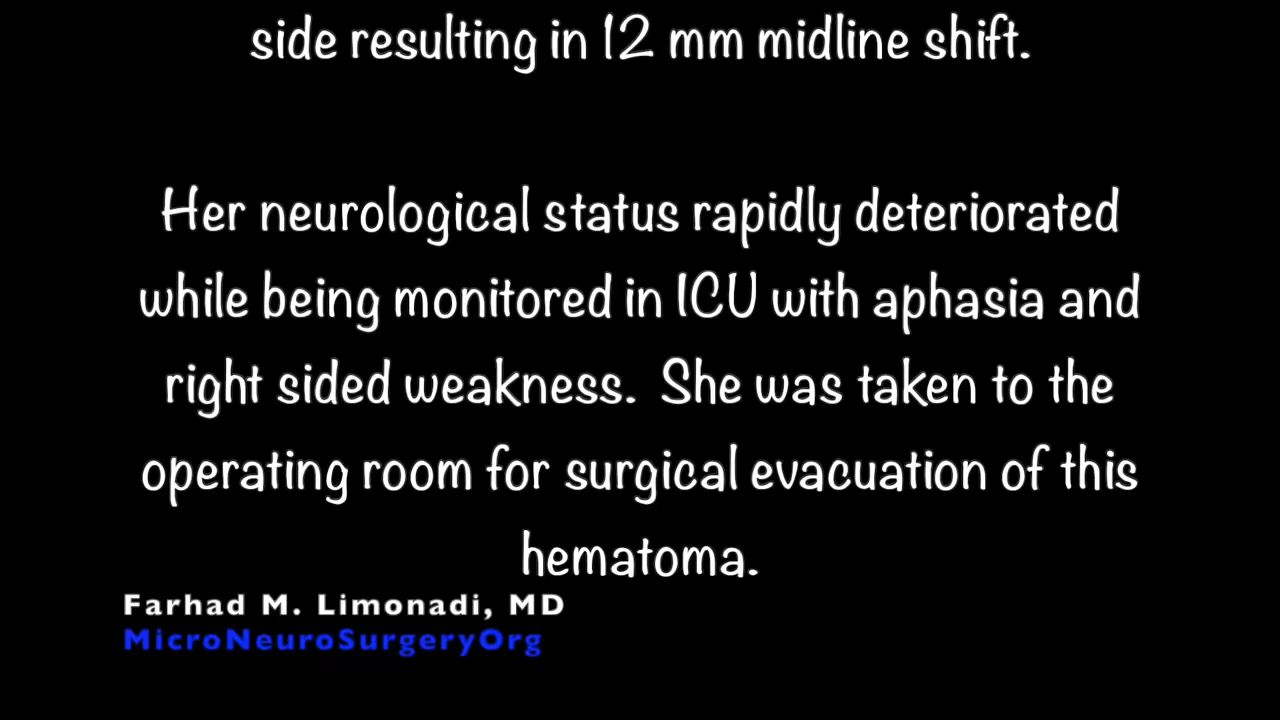 side resulting in 12 mm midline shift.
Her neurological status rapidly deteriorated
while being monitored in ICU with aphasia and
right sided weakness.  She was taken to the
operating room for surgical evacuation of this
hematoma.
Farhad M. Limonadi, MD
MicroNeuroSurgeryOrg